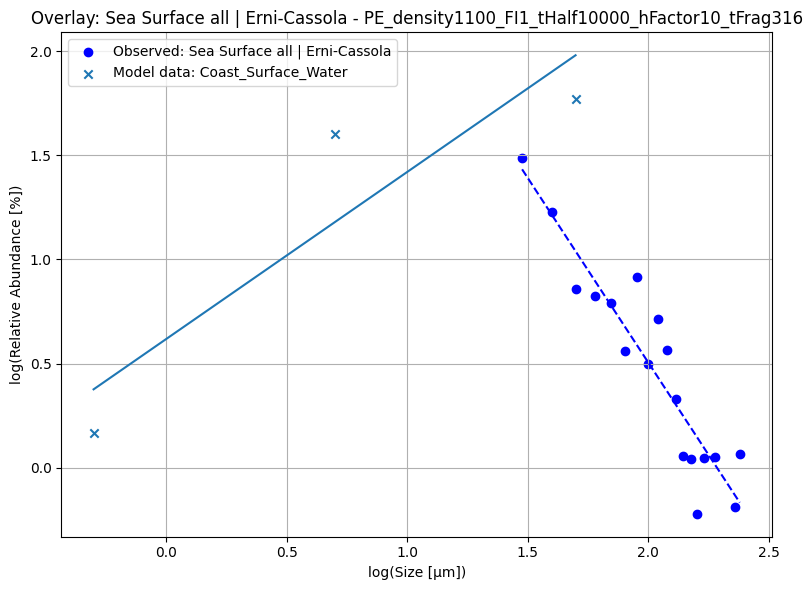 Overlay: Sea Surface all | Erni-Cassola - PE_density1100_FI1_tHalf10000_hFactor10_tFrag316
Observed: Sea Surface all | Erni-Cassola
Model data: Coast_Surface_Water
log(Relative Abundance [%])
2.0
1.5
1.0
0.5
0.0
0.0 0.5 1.0 1.5 2.0 2.5
log(Size [µm])